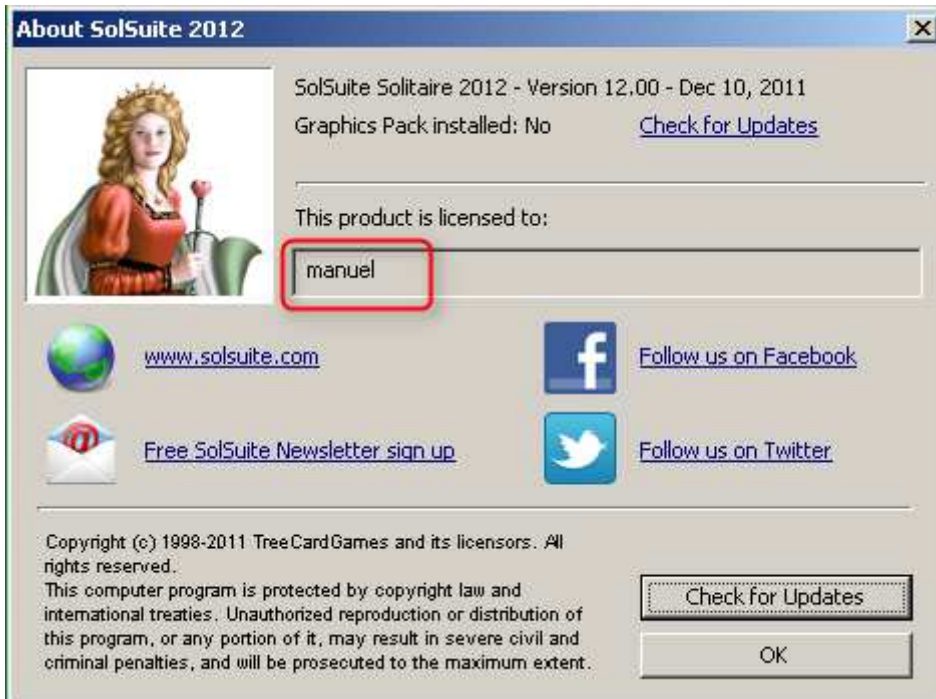 About SolSuite 2012
SolSuite Solitaire 2012 - Version 12.00 - Dec 10, 2011
Graphics Pack installed: No Check for Updates
This product is licensed to:
manuel
www.solsuite.com
Follow us on Facebook
Free SolSuite Newsletter sign up
Follow us on Twitter
Copyright (c) 1998-2011 TreeCardGames and its licensors. All
rights reserved.
This computer program is protected by copyright law and
international treaties. Unauthorized reproduction or distribution of
this program, or any portion of it, may result in severe civil and
criminal penalties, and will be prosecuted to the maximum extent.
Check for Updates
OK